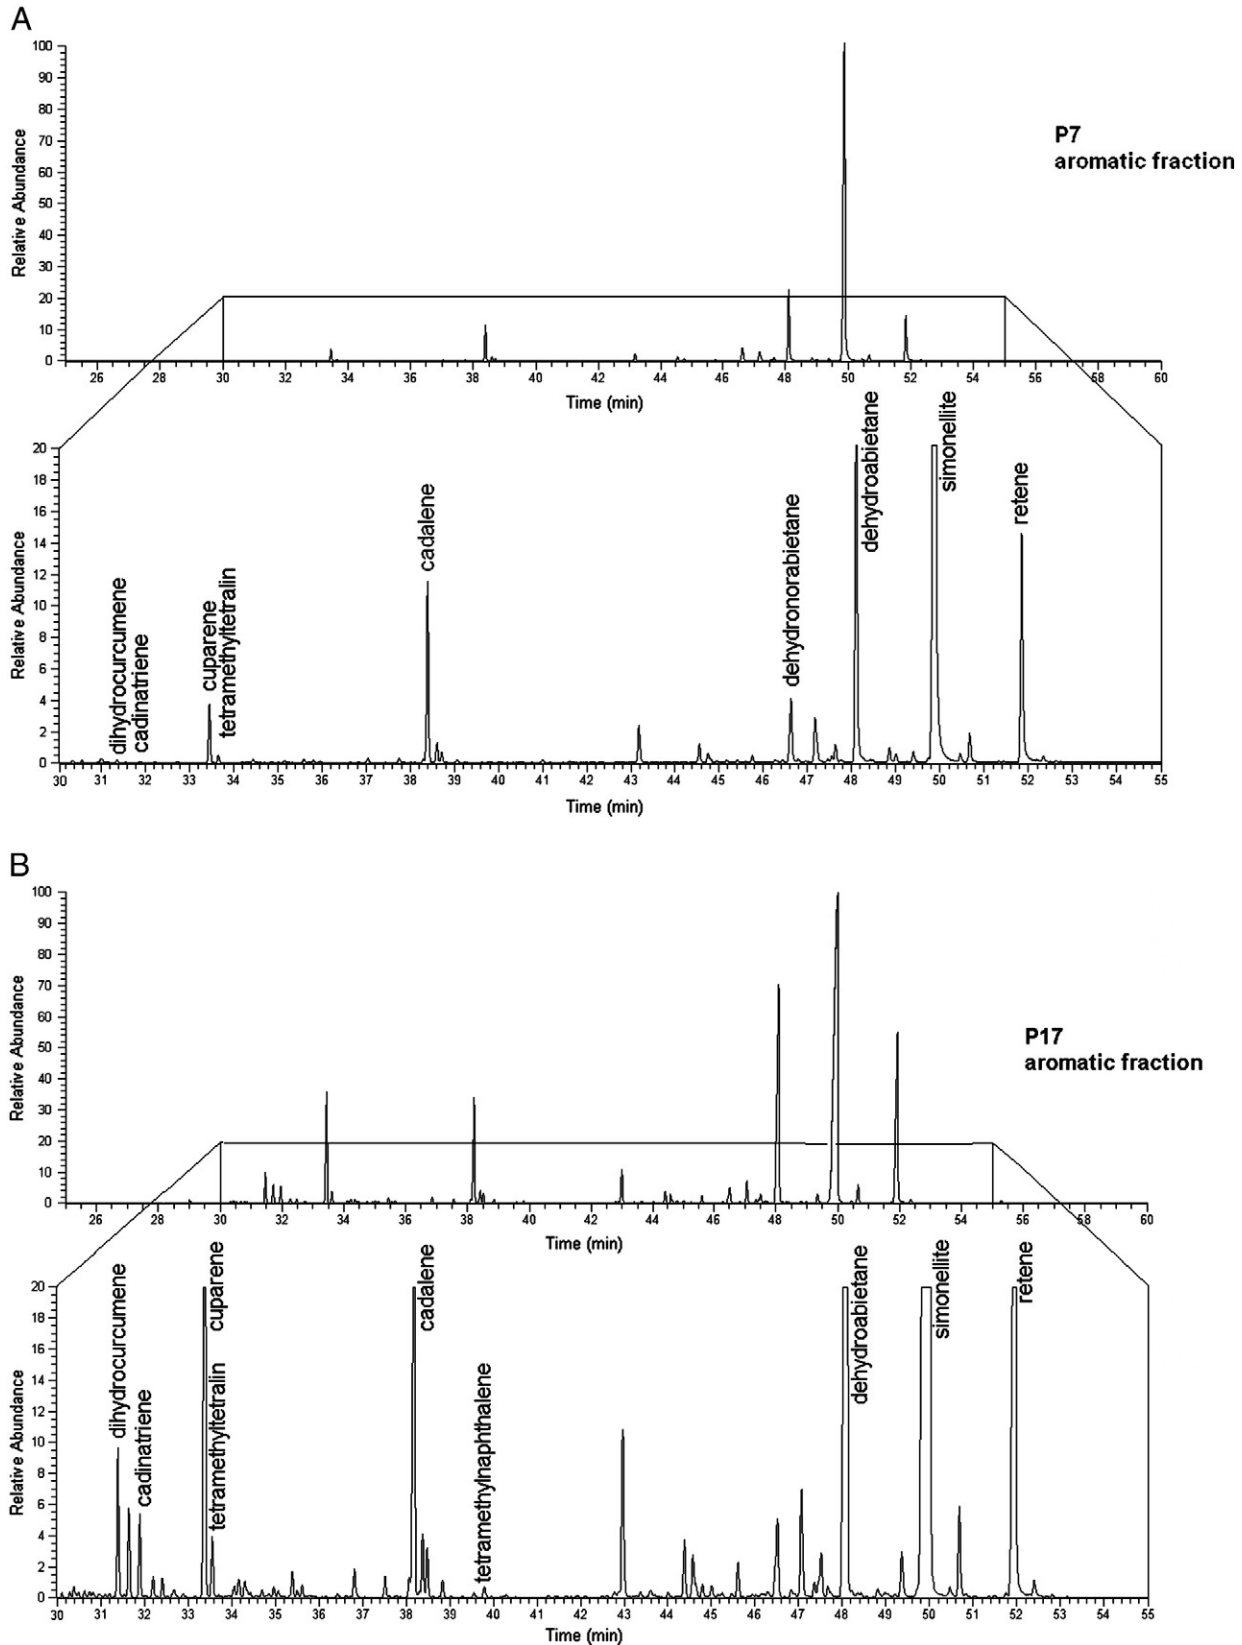 A
100
90
80
70
60
50
40
30
20
10
0
Relative Abundance
P7
aromatic fraction
26 28 30 32 34 36 38 40 42 44 46 48 50 52 54 56 58 60
Time (min)
20
18
16
14
12
10
8
6
4
2
0
Relative Abundance
dihydrocurcumene
cadinatriene
cuparene
tetramethyltetralin
cadalene
dehydronorabietane
dehydroabietane
simonellite
retene
30 31 32 33 34 35 36 37 38 39 40 41 42 43 44 45 46 47 48 49 50 51 52 53 54 55
Time (min)
B
100
90
80
70
60
50
40
30
20
10
0
Relative Abundance
P17
aromatic fraction
26 28 30 32 34 36 38 40 42 44 46 48 50 52 54 56 58 60
Time (min)
20
18
16
14
12
10
8
6
4
2
0
Relative Abundance
dihydrocurcumene
cadinatriene
cuparene
tetramethyltetralin
cadalene
tetramethylnaphthalene
dehydroabietane
simonellite
retene
30 31 32 33 34 35 36 37 38 39 40 41 42 43 44 45 46 47 48 49 50 51 52 53 54 55
Time (min)